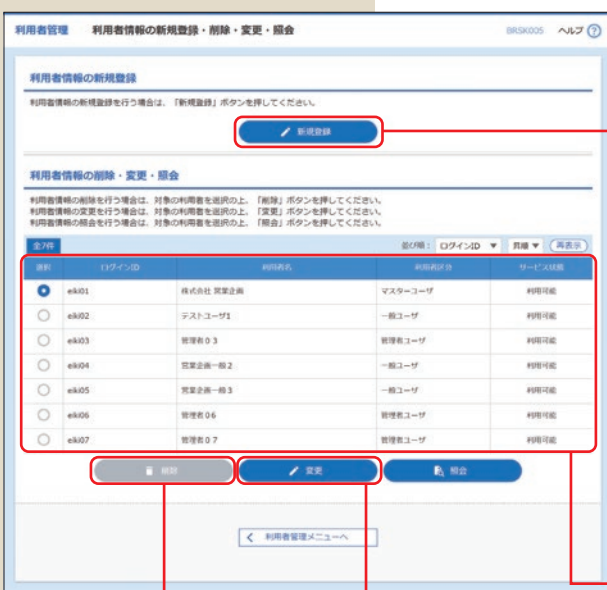 利用者管理 利用者情報の新規登録・削除・変更・照会 BRSK005 ヘルプ ?
利用者情報の新規登録
利用者情報の新規登録を行う場合は、「新規登録」ボタンを押してください。
新規登録
利用者情報の削除・変更・照会
利用者情報の削除を行う場合は、対象の利用者を選択の上、「削除」ボタンを押してください。
利用者情報の変更を行う場合は、対象の利用者を選択の上、「変更」ボタンを押してください。
利用者情報の照会を行う場合は、対象の利用者を選択の上、「照会」ボタンを押してください。
全7件 並び順： ログインID ▼ 昇順 ▼ 再表示
選択 ログインID 利用者名 利用者区分 サービス状態
eiki01 株式会社 営業企画 マスターユーザ 利用可能
eiki02 テストユーザ1 一般ユーザ 利用可能
eiki03 管理者０３ 管理者ユーザ 利用可能
eiki04 営業企画一般２ 一般ユーザ 利用可能
eiki05 営業企画一般３ 一般ユーザ 利用可能
eiki06 管理者０６ 管理者ユーザ 利用可能
eiki07 管理者０７ 管理者ユーザ 利用可能
削除 変更 照会
利用者管理メニューへ